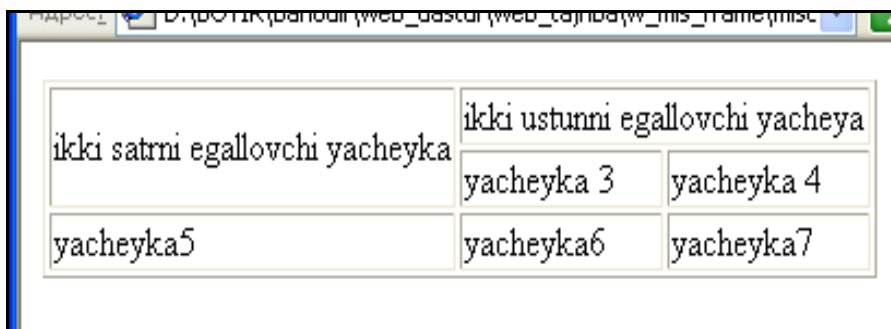 ikki satrni egallovchi yacheyka
ikki ustunni egallovchi yacheya
yacheyka 3
yacheyka 4
yacheyka5
yacheyka6
yacheyka7